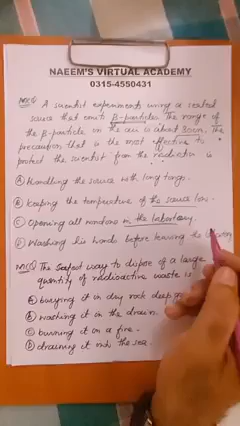 NAEEM'S VIRTUAL ACADEMY
0315-4550431
MCQ A scientist experiments using a sealed
source that emits β-particles. The range of
the β-particle in the air is about 30cm. The
precaution that is the most effective to
protect the scientist from the radiation is
A Handling the source with long tongs.
B Keeping the temperature of the source low.
C Opening all windows in the laboratory.
D Washing his hands before leaving the
MCQ The safest way to dispose of a large
quantity of radioactive waste is
a burying it in dry rock deep
b washing it in the drain.
c burning it on a fire.
d draining it into the sea.